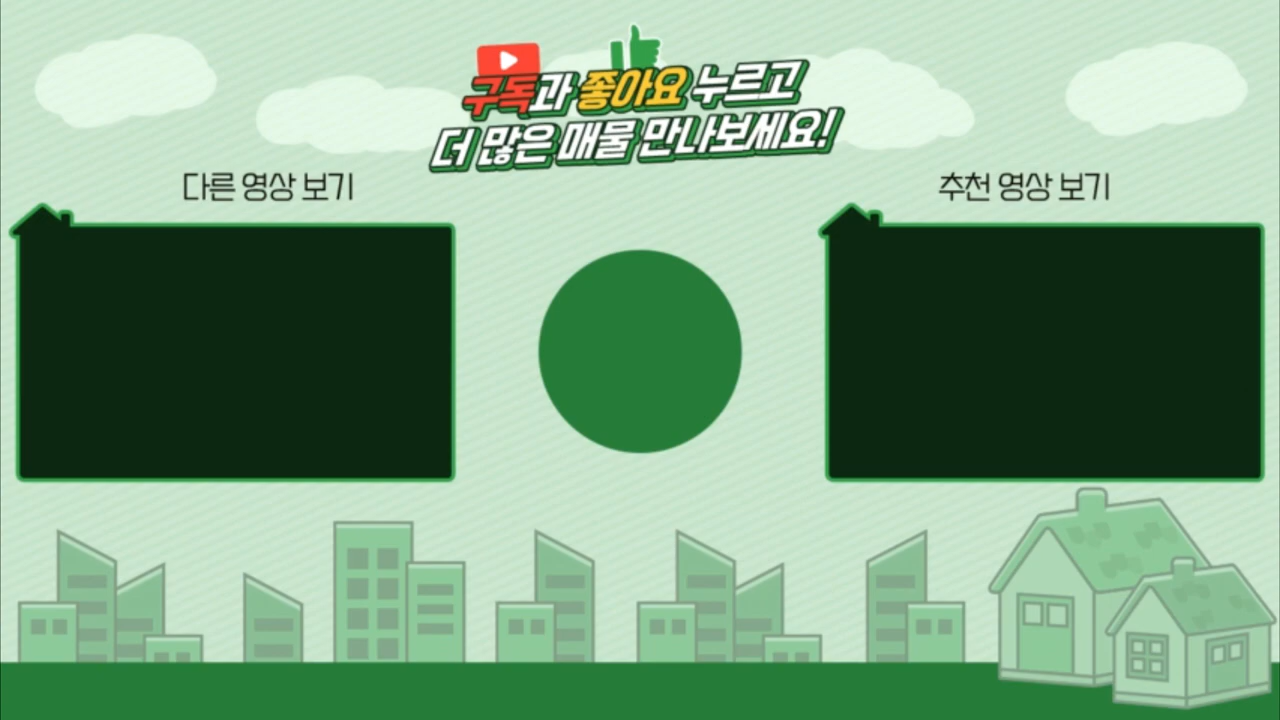 구독과 좋아요 누르고
더 많은 매물 만나보세요!
다른 영상 보기
추천 영상 보기